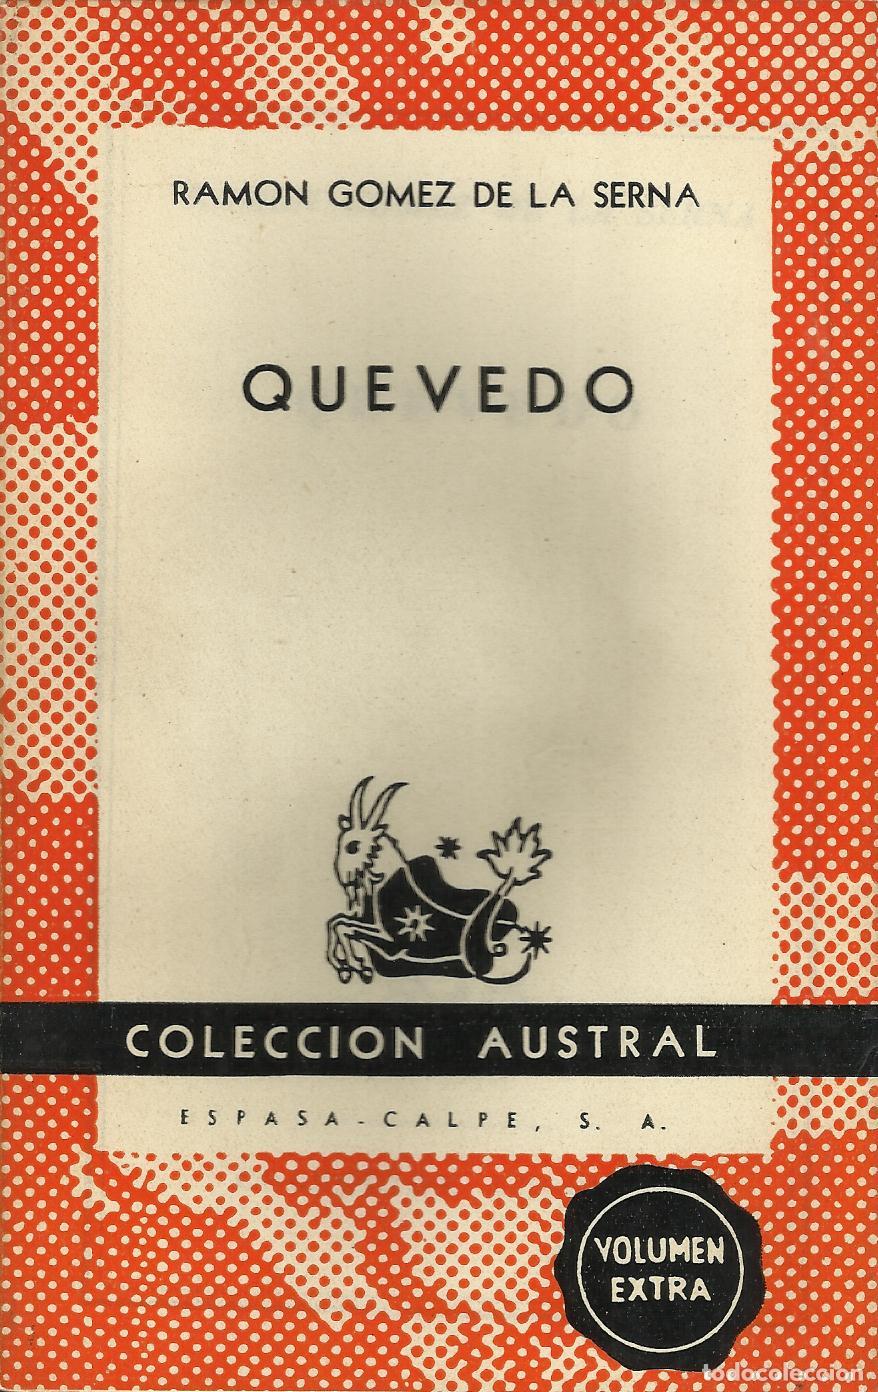 RAMON GOMEZ DE LA SERNA
QUEVEDO
COLECCION AUSTRAL
ESPASA-CALPE, S. A.
VOLUMEN
EXTRA
todocoleccion